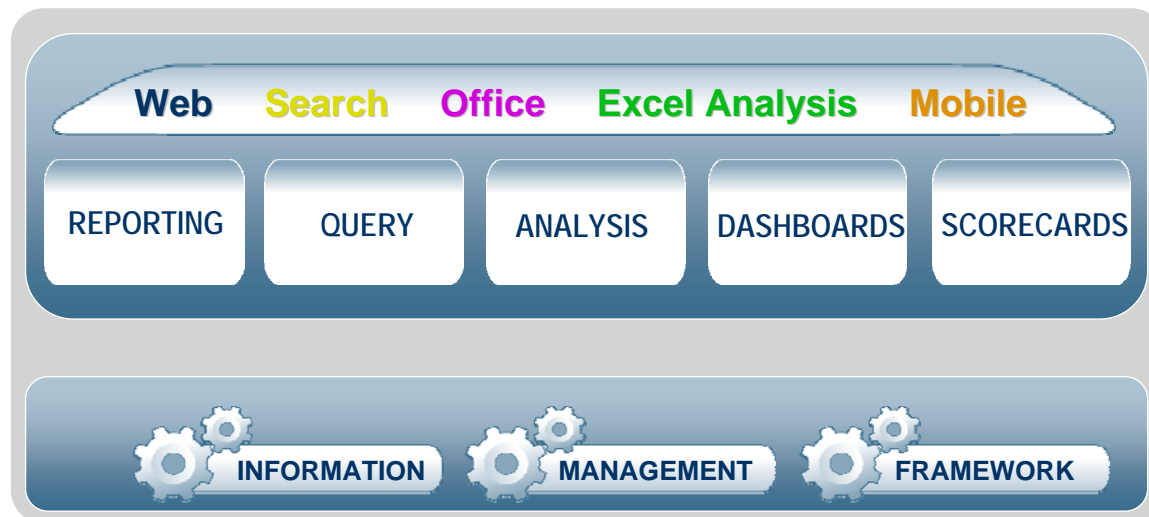 Web Search Office Excel Analysis Mobile
REPORTING QUERY ANALYSIS DASHBOARDS SCORECARDS
INFORMATION MANAGEMENT FRAMEWORK